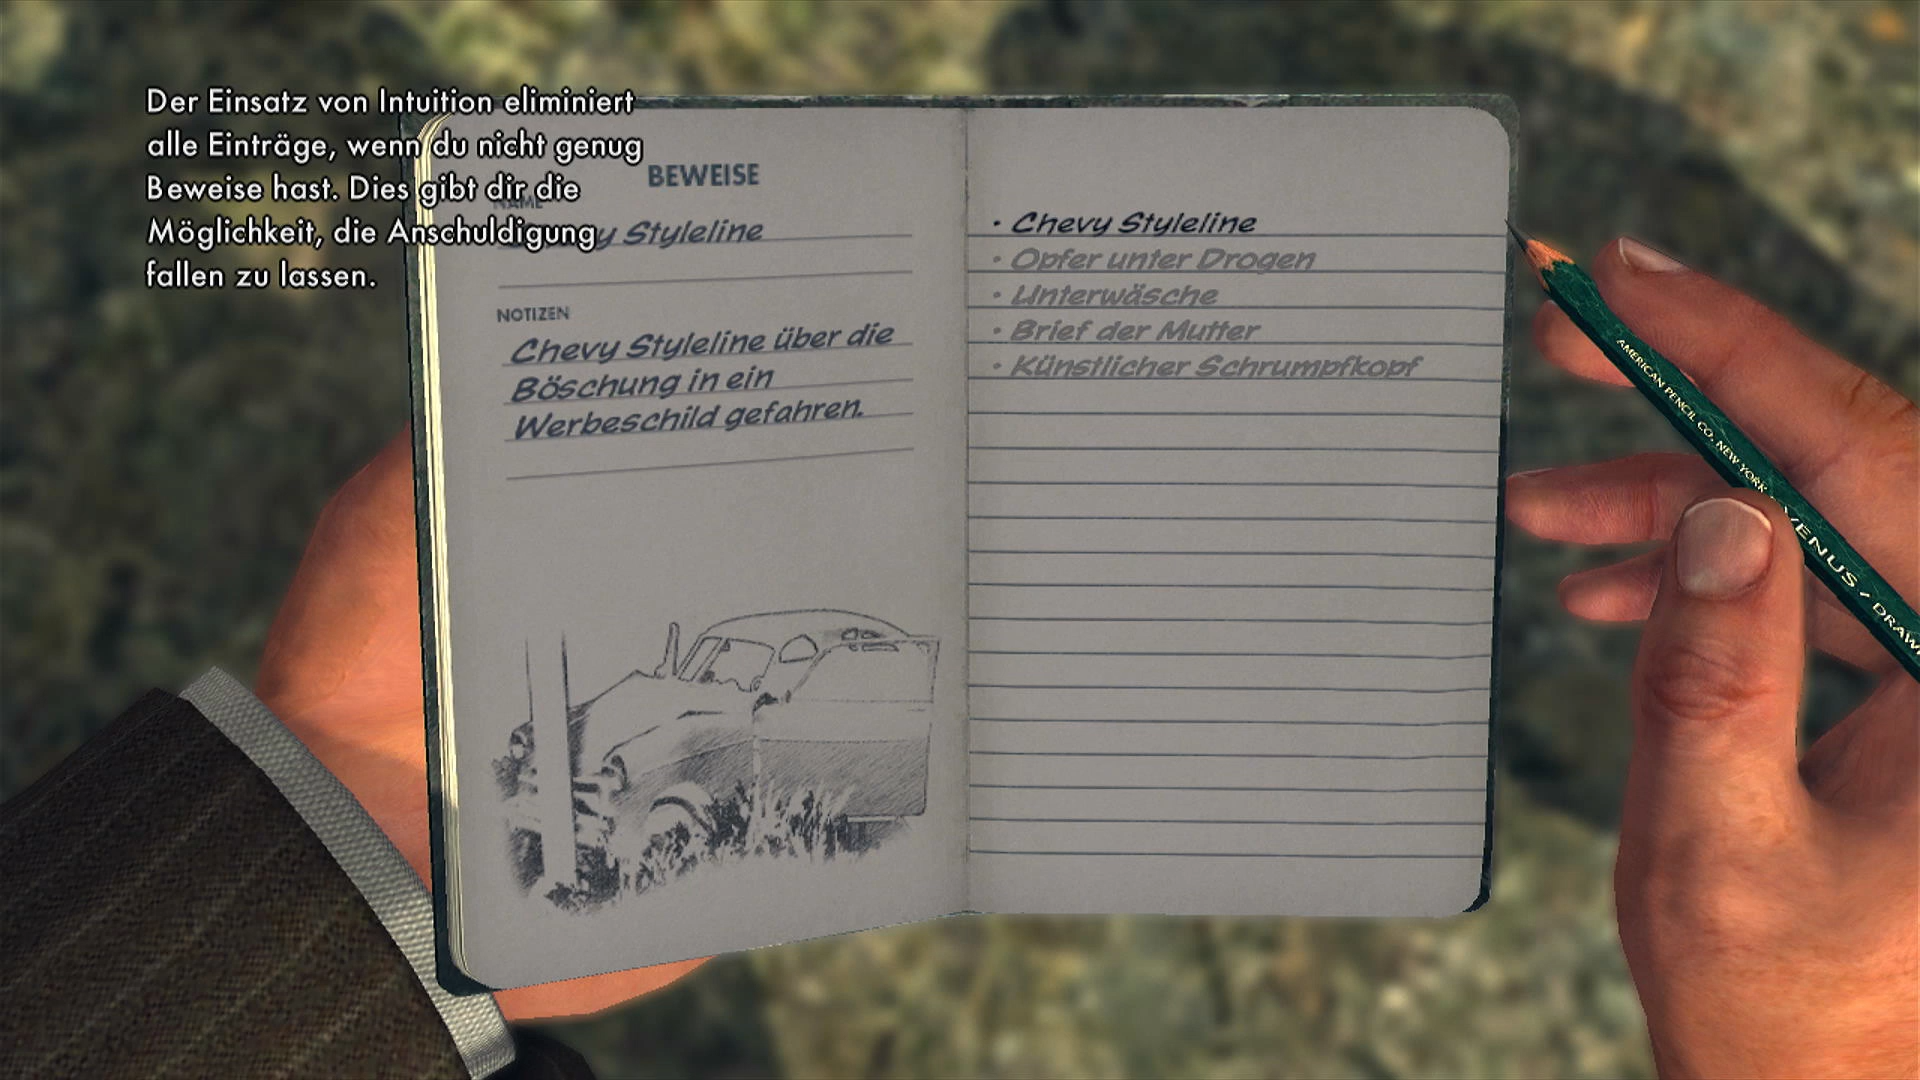 Der Einsatz von Intuition eliminiert
alle Einträge, wenn du nicht genug
Beweise hast. Dies gibt dir die
Möglichkeit, die Anschuldigung
fallen zu lassen.
BEWEISE
NAME
Styleline
NOTIZEN
Chevy Styleline über die
Böschung in ein
Werbeschild gefahren.
• Chevy Styleline
• Opfer unter Drogen
• Unterwäsche
• Brief der Mutter
• Künstlicher Schrumpfkopf
AMERICAN PENCIL CO. NEW-YORK VENUS